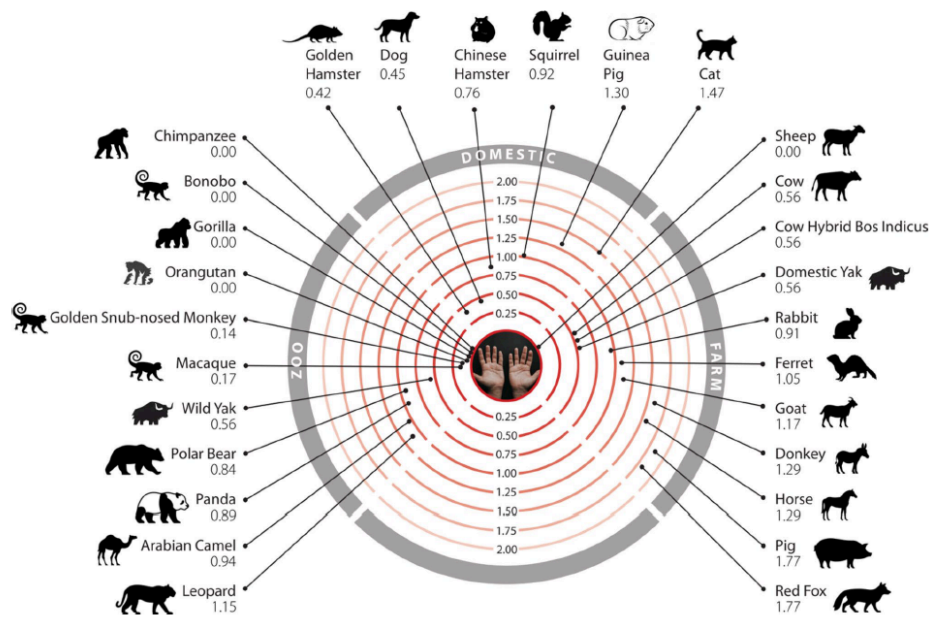 Golden
Hamster
0.42
Dog
0.45
Chinese
Hamster
0.76
Squirrel
0.92
Guinea
Pig
1.30
Cat
1.47
Chimpanzee
0.00
Bonobo
0.00
Gorilla
0.00
Orangutan
0.00
Golden Snub-nosed Monkey
0.14
Macaque
0.17
Wild Yak
0.56
Polar Bear
0.84
Panda
0.89
Arabian Camel
0.94
Leopard
1.15
DOMESTIC
ZOO
FARM
2.00
1.75
1.50
1.25
1.00
0.75
0.50
0.25
0.25
0.50
0.75
1.00
1.25
1.50
1.75
2.00
Sheep
0.00
Cow
0.56
Cow Hybrid Bos Indicus
0.56
Domestic Yak
0.56
Rabbit
0.91
Ferret
1.05
Goat
1.17
Donkey
1.29
Horse
1.29
Pig
1.77
Red Fox
1.77